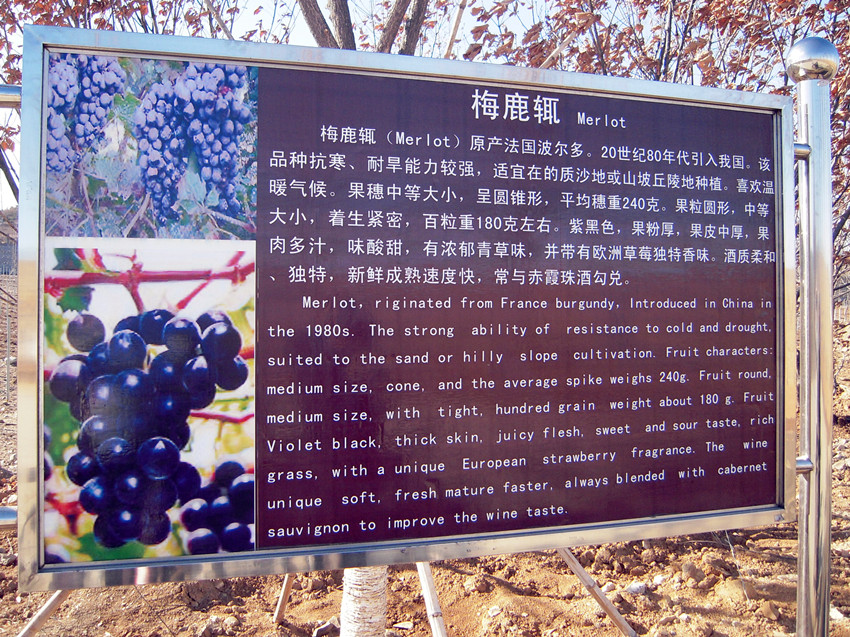 梅鹿辄 Merlot
梅鹿辄（Merlot）原产法国波尔多。20世纪80年代引入我国。该
品种抗寒、耐旱能力较强，适宜在的质沙地或山坡丘陵地种植。喜欢温
暖气候。果穗中等大小，呈圆锥形，平均穗重240克。果粒圆形，中等
大小，着生紧密，百粒重180克左右。紫黑色，果粉厚，果皮中厚，果
肉多汁，味酸甜，有浓郁青草味，并带有欧洲草莓独特香味。酒质柔和
、独特，新鲜成熟速度快，常与赤霞珠酒勾兑。
Merlot, riginated from France burgundy, Introduced in China in
the 1980s. The strong ability of resistance to cold and drought,
suited to the sand or hilly slope cultivation. Fruit characters:
medium size, cone, and the average spike weighs 240g. Fruit round,
medium size, with tight, hundred grain weight about 180 g. Fruit
Violet black, thick skin, juicy flesh, sweet and sour taste, rich
grass, with a unique European strawberry fragrance. The wine
unique soft, fresh mature faster, always blended with cabernet
sauvignon to improve the wine taste.